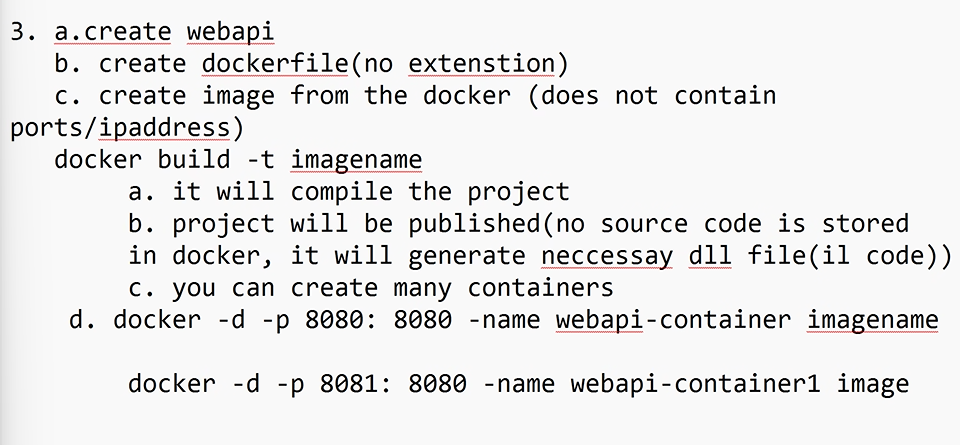 3. a.create webapi
b. create dockerfile(no extenstion)
c. create image from the docker (does not contain
ports/ipaddress)
docker build -t imagename
a. it will compile the project
b. project will be published(no source code is stored
in docker, it will generate neccessay dll file(il code))
c. you can create many containers
d. docker -d -p 8080: 8080 -name webapi-container imagename
docker -d -p 8081: 8080 -name webapi-container1 image